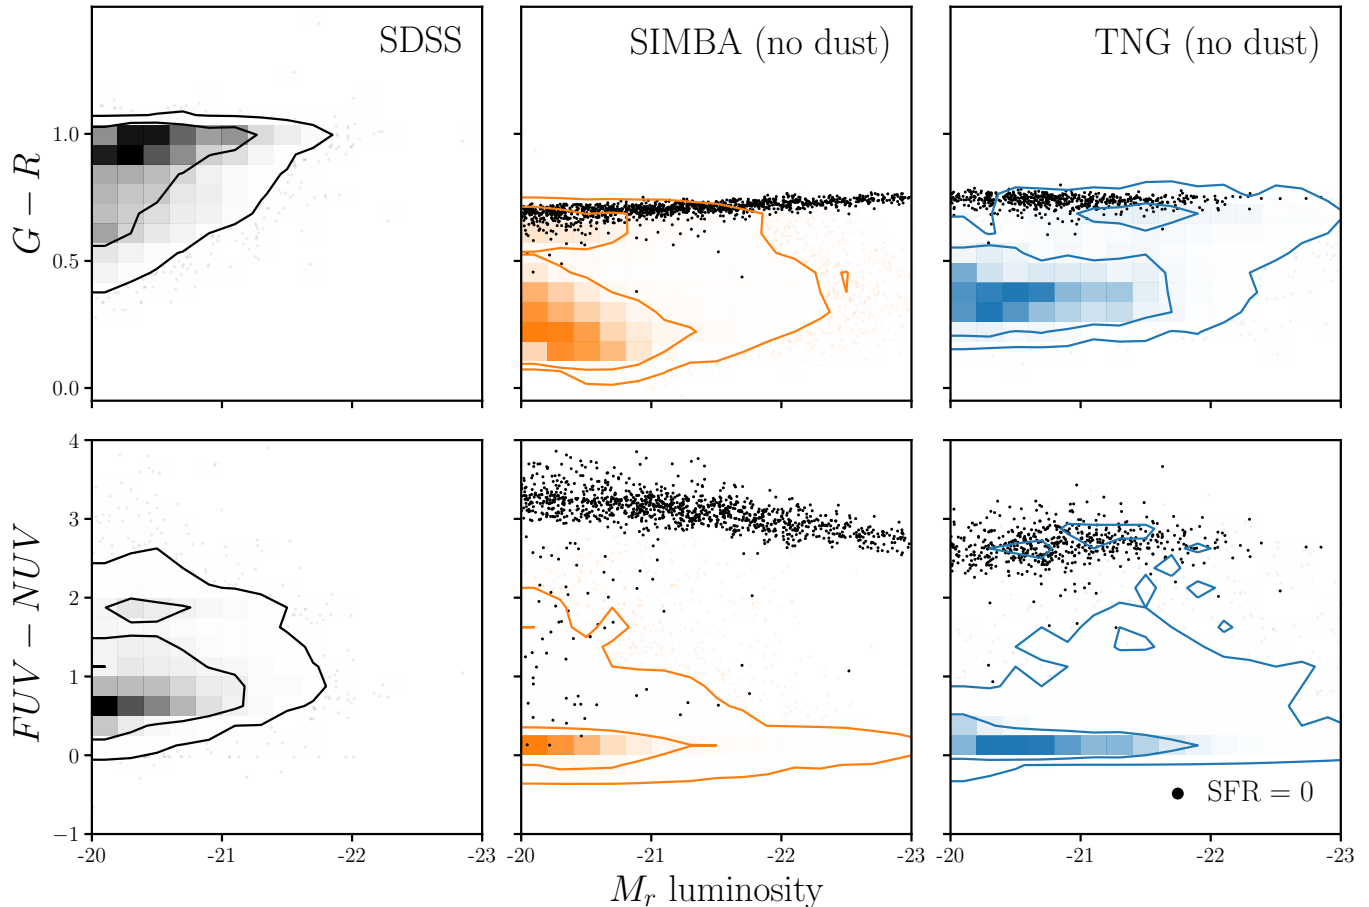 SDSS
SIMBA (no dust)
TNG (no dust)
G − R
1.0
0.5
0.0
-20 -21 -22 -23
-20 -21 -22 -23
-20 -21 -22 -23
FUV − NUV
4
3
2
1
0
−1
SFR = 0
M_r luminosity